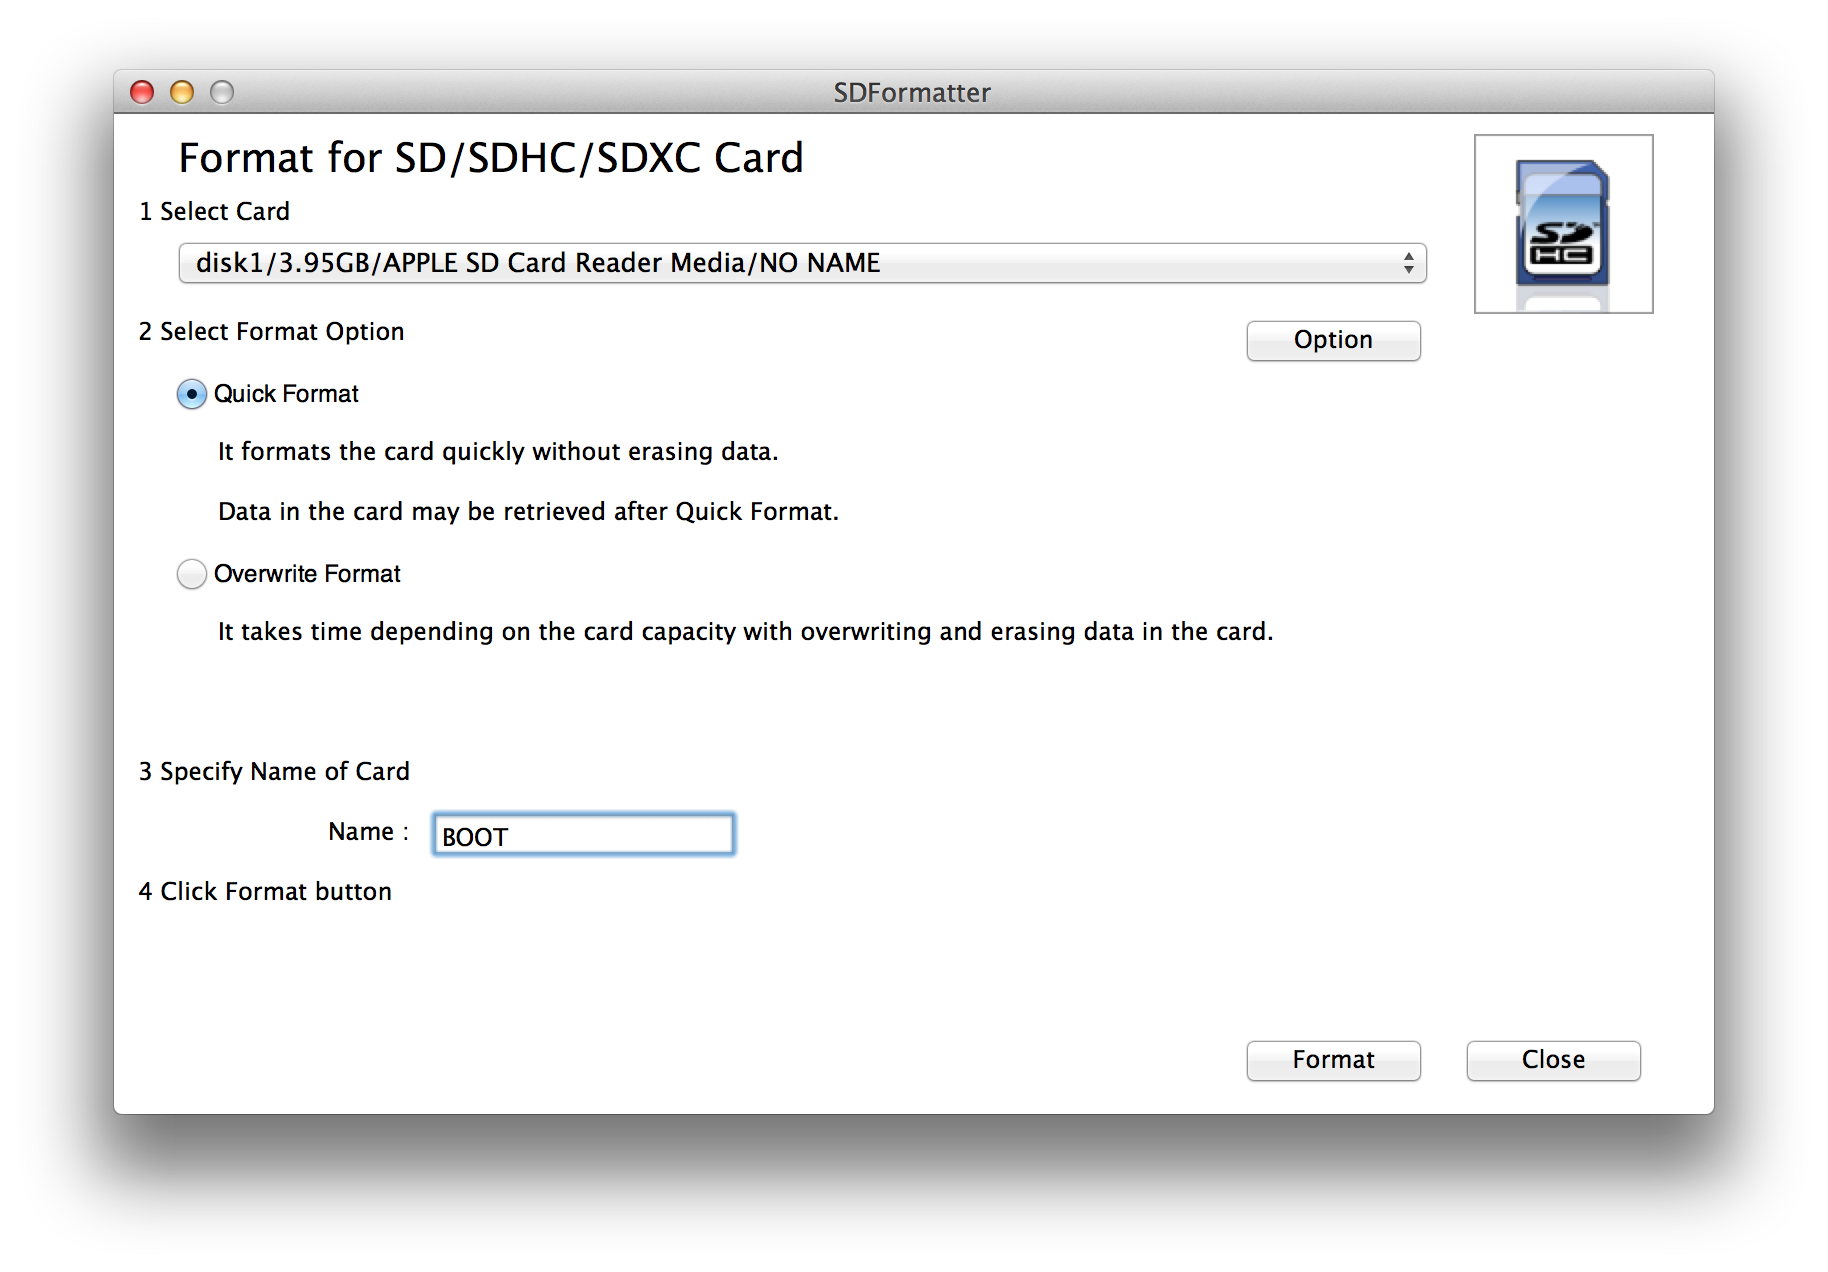 SDFormatter
Format for SD/SDHC/SDXC Card
1 Select Card
disk1/3.95GB/APPLE SD Card Reader Media/NO NAME
SD
HC
2 Select Format Option
Option
Quick Format
It formats the card quickly without erasing data.
Data in the card may be retrieved after Quick Format.
Overwrite Format
It takes time depending on the card capacity with overwriting and erasing data in the card.
3 Specify Name of Card
Name : BOOT
4 Click Format button
Format Close